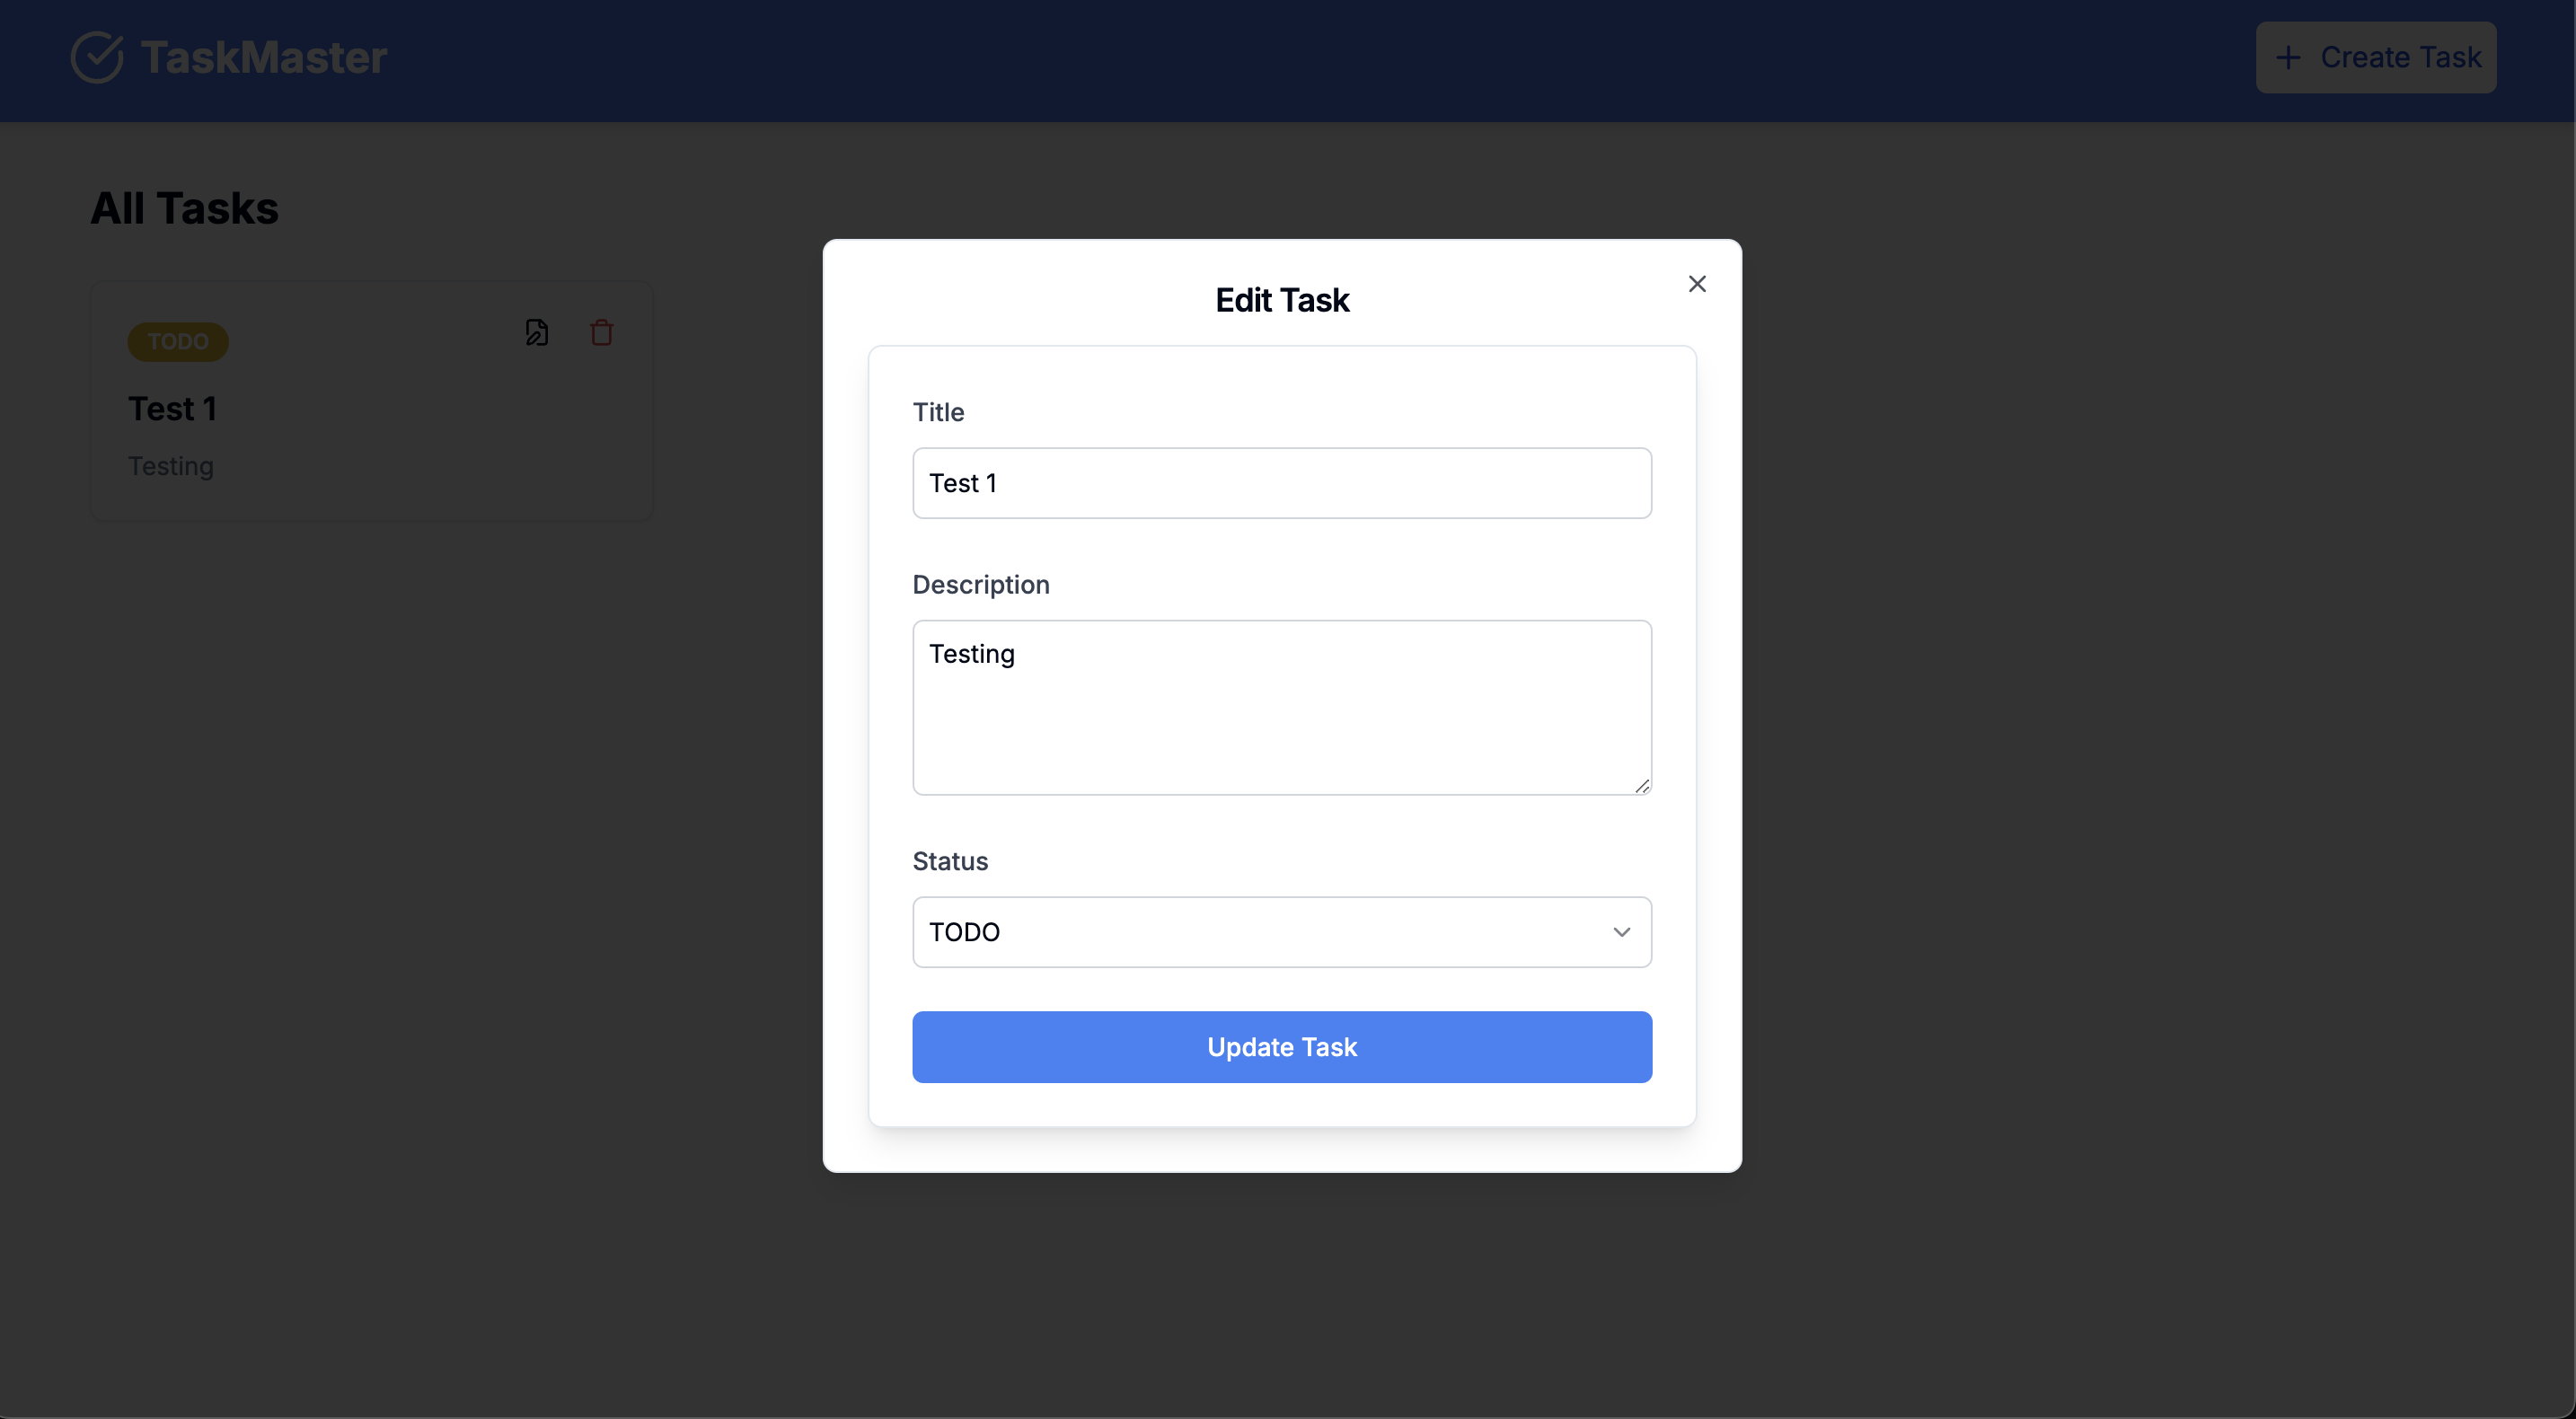 TaskMaster
Create Task
All Tasks
TODO
Test 1
Testing
Edit Task
Title
Test 1
Description
Testing
Status
TODO
Update Task